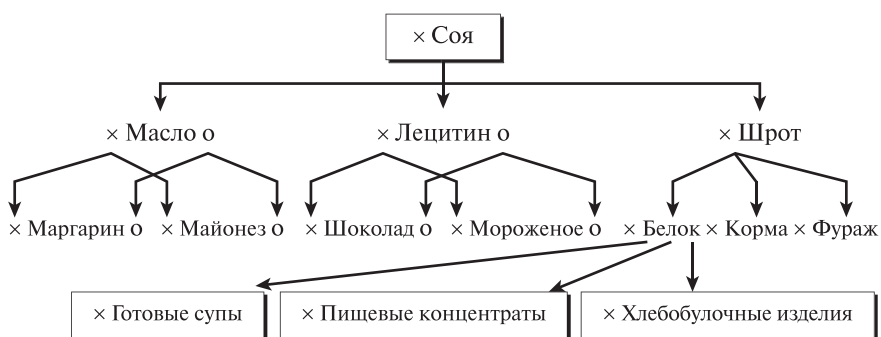 × Соя
× Масло о × Лецитин о × Шрот
× Маргарин о × Майонез о × Шоколад о × Мороженое о × Белок × Корма × Фураж
× Готовые супы × Пищевые концентраты × Хлебобулочные изделия